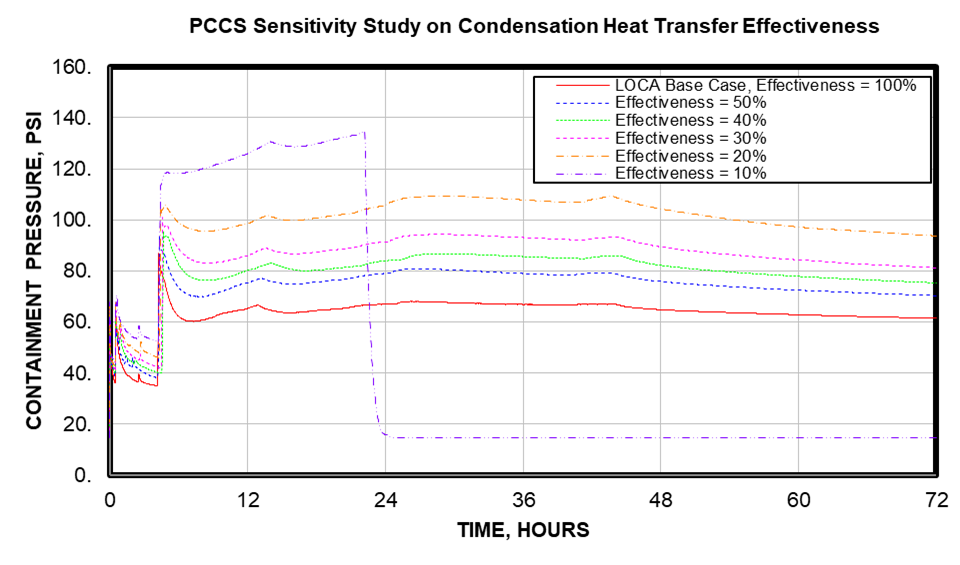 PCCS Sensitivity Study on Condensation Heat Transfer Effectiveness
160.
140.
120.
100.
80.
60.
40.
20.
0.
CONTAINMENT PRESSURE, PSI
LOCA Base Case, Effectiveness = 100%
Effectiveness = 50%
Effectiveness = 40%
Effectiveness = 30%
Effectiveness = 20%
Effectiveness = 10%
0 12 24 36 48 60 72
TIME, HOURS